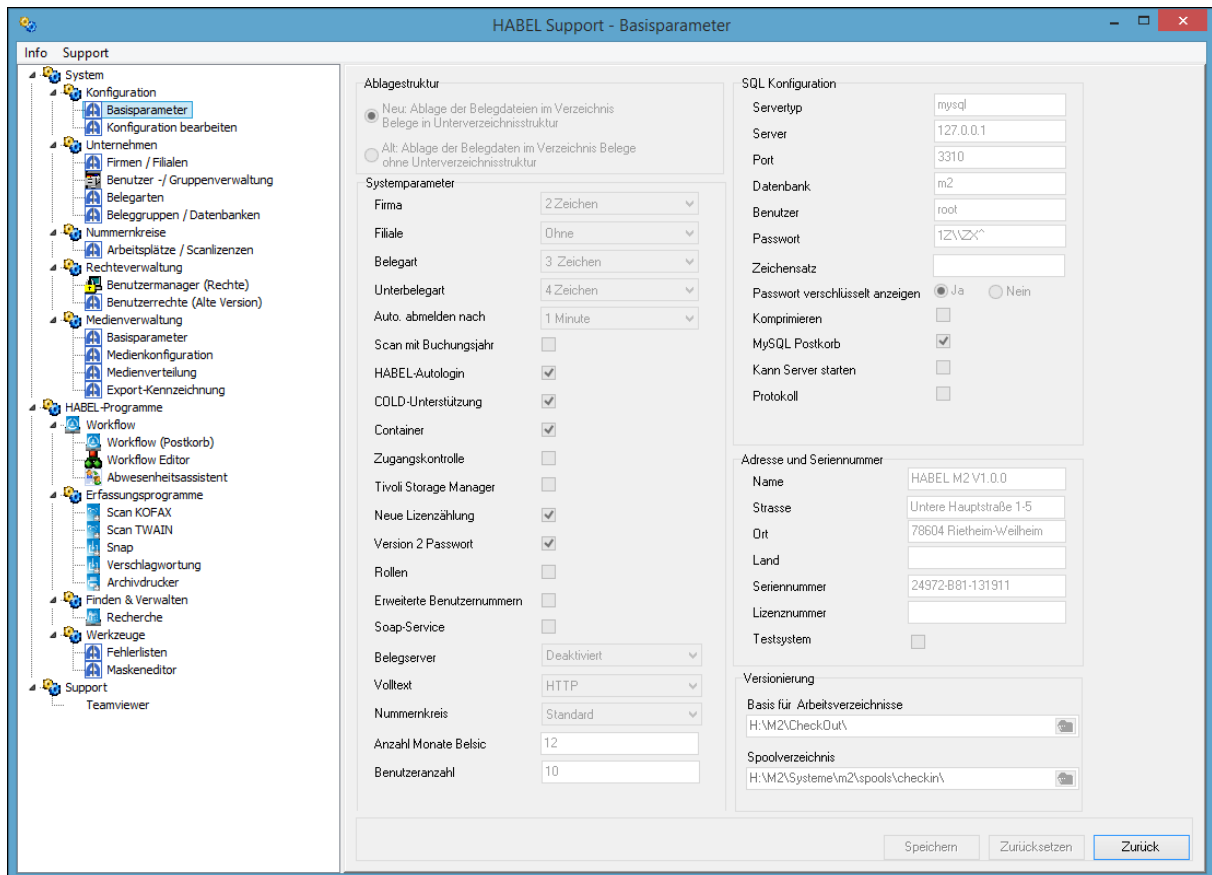 HABEL Support - Basisparameter
Info Support
System
Konfiguration
Basisparameter
Konfiguration bearbeiten
Unternehmen
Firmen / Filialen
Benutzer -/ Gruppenverwaltung
Belegarten
Beleggruppen / Datenbanken
Nummernkreise
Arbeitsplätze / Scanlizenzen
Rechteverwaltung
Benutzermanager (Rechte)
Benutzerrechte (Alte Version)
Medienverwaltung
Basisparameter
Medienkonfiguration
Medienverteilung
Export-Kennzeichnung
HABEL-Programme
Workflow
Workflow (Postkorb)
Workflow Editor
Abwesenheitsassistent
Erfassungsprogramme
Scan KOFAX
Scan TWAIN
Snap
Verschlagwortung
Archivdrucker
Finden & Verwalten
Recherche
Werkzeuge
Fehlerlisten
Maskeneditor
Support
Teamviewer
Ablagestruktur
Neu: Ablage der Belegdateien im Verzeichnis
Belege in Unterverzeichnisstruktur
Alt: Ablage der Belegdaten im Verzeichnis Belege
ohne Unterverzeichnisstruktur
Systemparameter
Firma 2 Zeichen
Filiale Ohne
Belegart 3 Zeichen
Unterbelegart 4 Zeichen
Auto. abmelden nach 1 Minute
Scan mit Buchungsjahr
HABEL-Autologin
COLD-Unterstützung
Container
Zugangskontrolle
Tivoli Storage Manager
Neue Lizenzählung
Version 2 Passwort
Rollen
Erweiterte Benutzernummern
Soap-Service
Belegserver Deaktiviert
Volltext HTTP
Nummernkreis Standard
Anzahl Monate Belsic 12
Benutzeranzahl 10
SQL Konfiguration
Servertyp mysql
Server 127.0.0.1
Port 3310
Datenbank m2
Benutzer root
Passwort 1Z\\ZX^
Zeichensatz
Passwort verschlüsselt anzeigen Ja Nein
Komprimieren
MySQL Postkorb
Kann Server starten
Protokoll
Adresse und Seriennummer
Name HABEL M2 V1.0.0
Strasse Untere Hauptstraße 1-5
Ort 78604 Rietheim-Weilheim
Land
Seriennummer 24972-B81-131911
Lizenznummer
Testsystem
Versionierung
Basis für Arbeitsverzeichnisse
H:\M2\CheckOut\
Spoolverzeichnis
H:\M2\Systeme\m2\spools\checkin\
Speichern Zurücksetzen Zurück